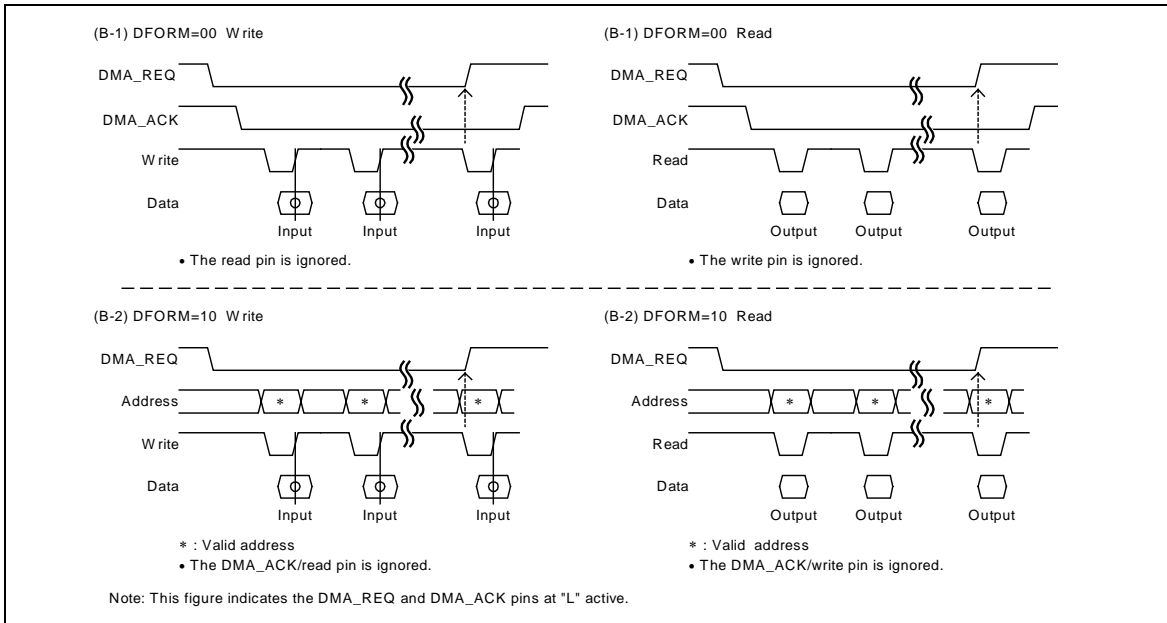 (B-1) DFORM=00 Write
DMA_REQ
DMA_ACK
Write
Data
Input Input Input
• The read pin is ignored.
(B-1) DFORM=00 Read
DMA_REQ
DMA_ACK
Read
Data
Output Output Output
• The write pin is ignored.
(B-2) DFORM=10 Write
DMA_REQ
Address * * *
Write
Data
Input Input Input
* : Valid address
• The DMA_ACK/read pin is ignored.
(B-2) DFORM=10 Read
DMA_REQ
Address * * *
Read
Data
Output Output Output
* : Valid address
• The DMA_ACK/write pin is ignored.
Note: This figure indicates the DMA_REQ and DMA_ACK pins at "L" active.